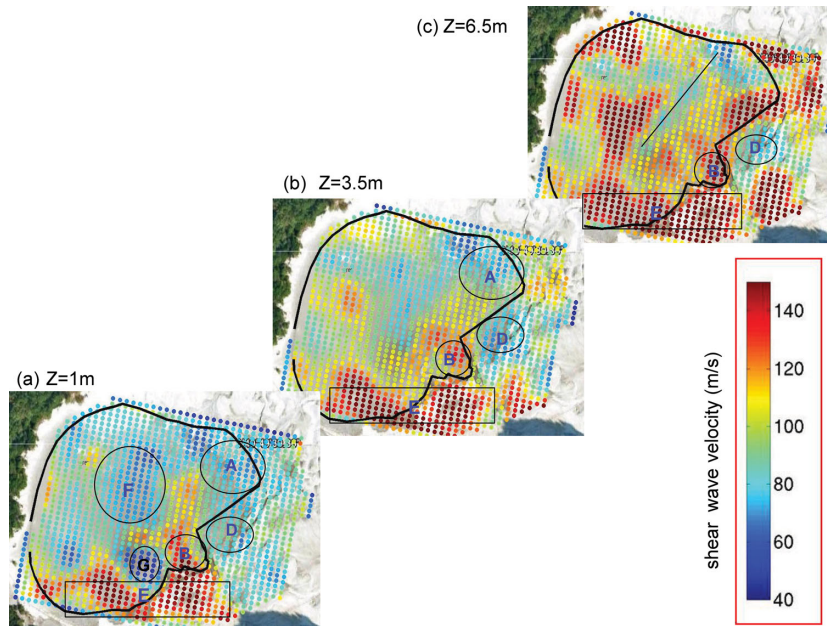 (c) Z=6.5m
D
B
E
(b) Z=3.5m
A
D
B
E
(a) Z=1m
A
F
D
B
G
E
shear wave velocity (m/s)
140
120
100
80
60
40